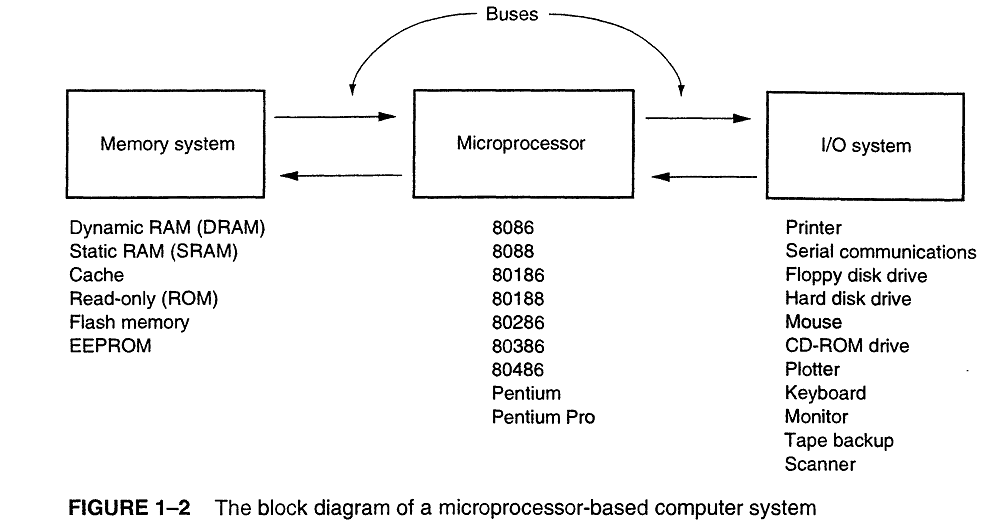 Buses
Memory system
Microprocessor
I/O system
Dynamic RAM (DRAM)
Static RAM (SRAM)
Cache
Read-only (ROM)
Flash memory
EEPROM
8086
8088
80186
80188
80286
80386
80486
Pentium
Pentium Pro
Printer
Serial communications
Floppy disk drive
Hard disk drive
Mouse
CD-ROM drive
Plotter
Keyboard
Monitor
Tape backup
Scanner
FIGURE 1–2 The block diagram of a microprocessor-based computer system